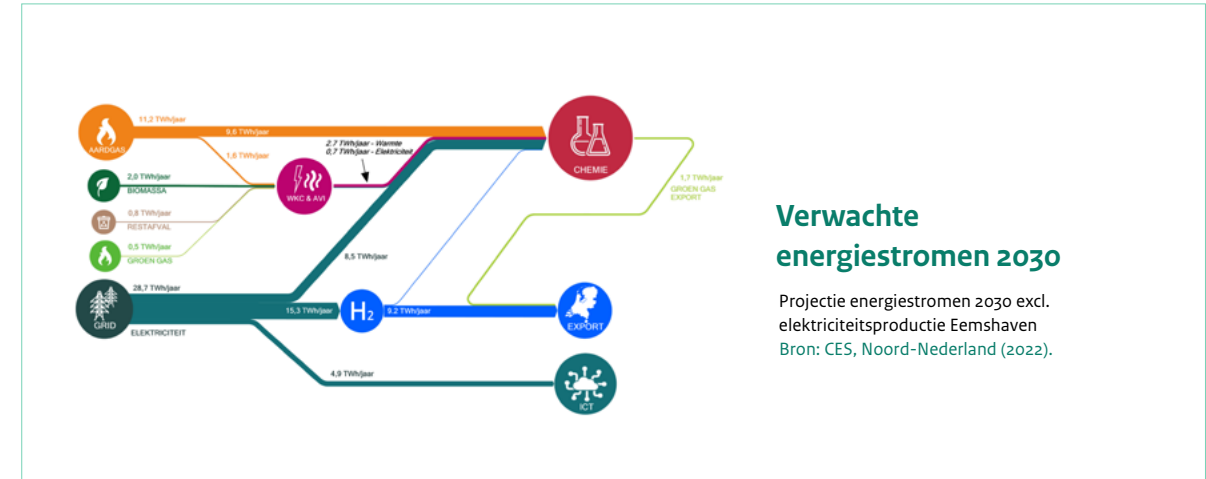 11,2 TWh/jaar
AARDGAS
9,6 TWh/jaar
1,6 TWh/jaar
2,7 TWh/jaar - Warmte
0,7 TWh/jaar - Elektriciteit
CHEMIE
2,0 TWh/jaar
BIOMASSA
WKC & AVI
1,7 TWh/jaar
GROEN GAS
EXPORT
0,8 TWh/jaar
RESTAFVAL
0,5 TWh/jaar
GROEN GAS
8,5 TWh/jaar
28,7 TWh/jaar
GRID
ELEKTRICITEIT
15,3 TWh/jaar
H2
9.2 TWh/jaar
EXPORT
4,9 TWh/jaar
ICT
Verwachte
energiestromen 2030
Projectie energiestromen 2030 excl.
elektriciteitsproductie Eemshaven
Bron: CES, Noord-Nederland (2022).